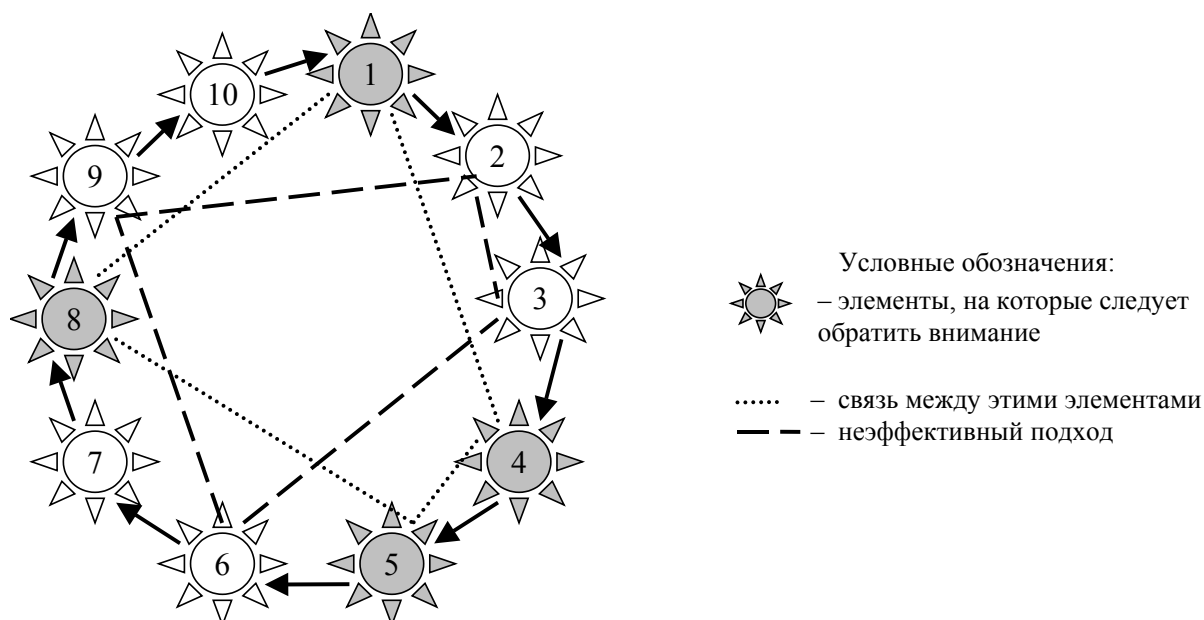 1
10
2
9
3
8
4
7
5
6
Условные обозначения:
– элементы, на которые следует
обратить внимание
– связь между этими элементами
– неэффективный подход